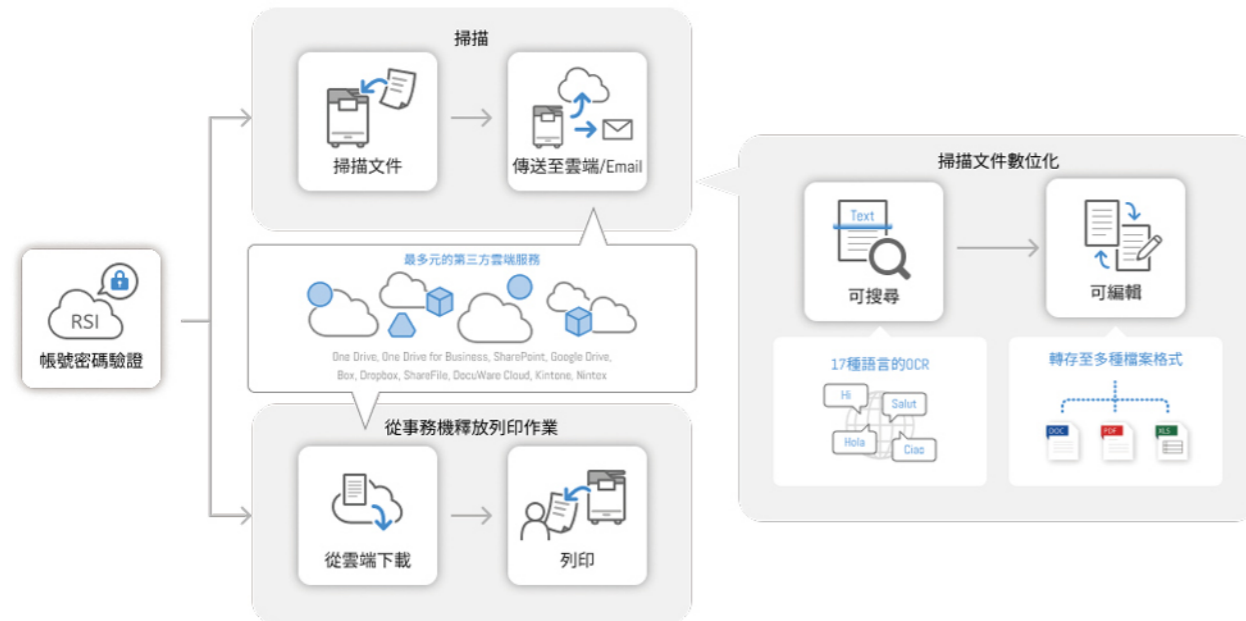 掃描
掃描文件
傳送至雲端/Email
RSI
帳號密碼驗證
最多元的第三方雲端服務
One Drive, One Drive for Business, SharePoint, Google Drive,
Box, Dropbox, ShareFile, DocuWare Cloud, Kintone, Nintex
從事務機釋放列印作業
從雲端下載
列印
掃描文件數位化
Text
可搜尋
可編輯
17種語言的OCR
Hi
Salut
Hola
Ciao
轉存至多種檔案格式
DOC
PDF
XLS